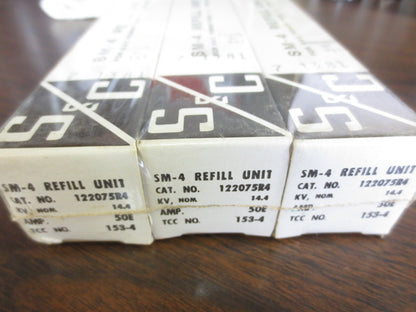 S&C
S&C
S&C
SM-4 REFILL UNIT
CAT. NO. 122075R4
KV, NOM. 14.4
AMP. 50E
TCC NO. 153-4
SM-4 REFILL UNIT
CAT. NO. 122075R4
KV, NOM. 14.4
AMP. 50E
TCC NO. 153-4
SM-4 REFILL UNIT
CAT. NO. 122075R4
KV, NOM. 14.4
AMP. 50E
TCC NO. 153-4